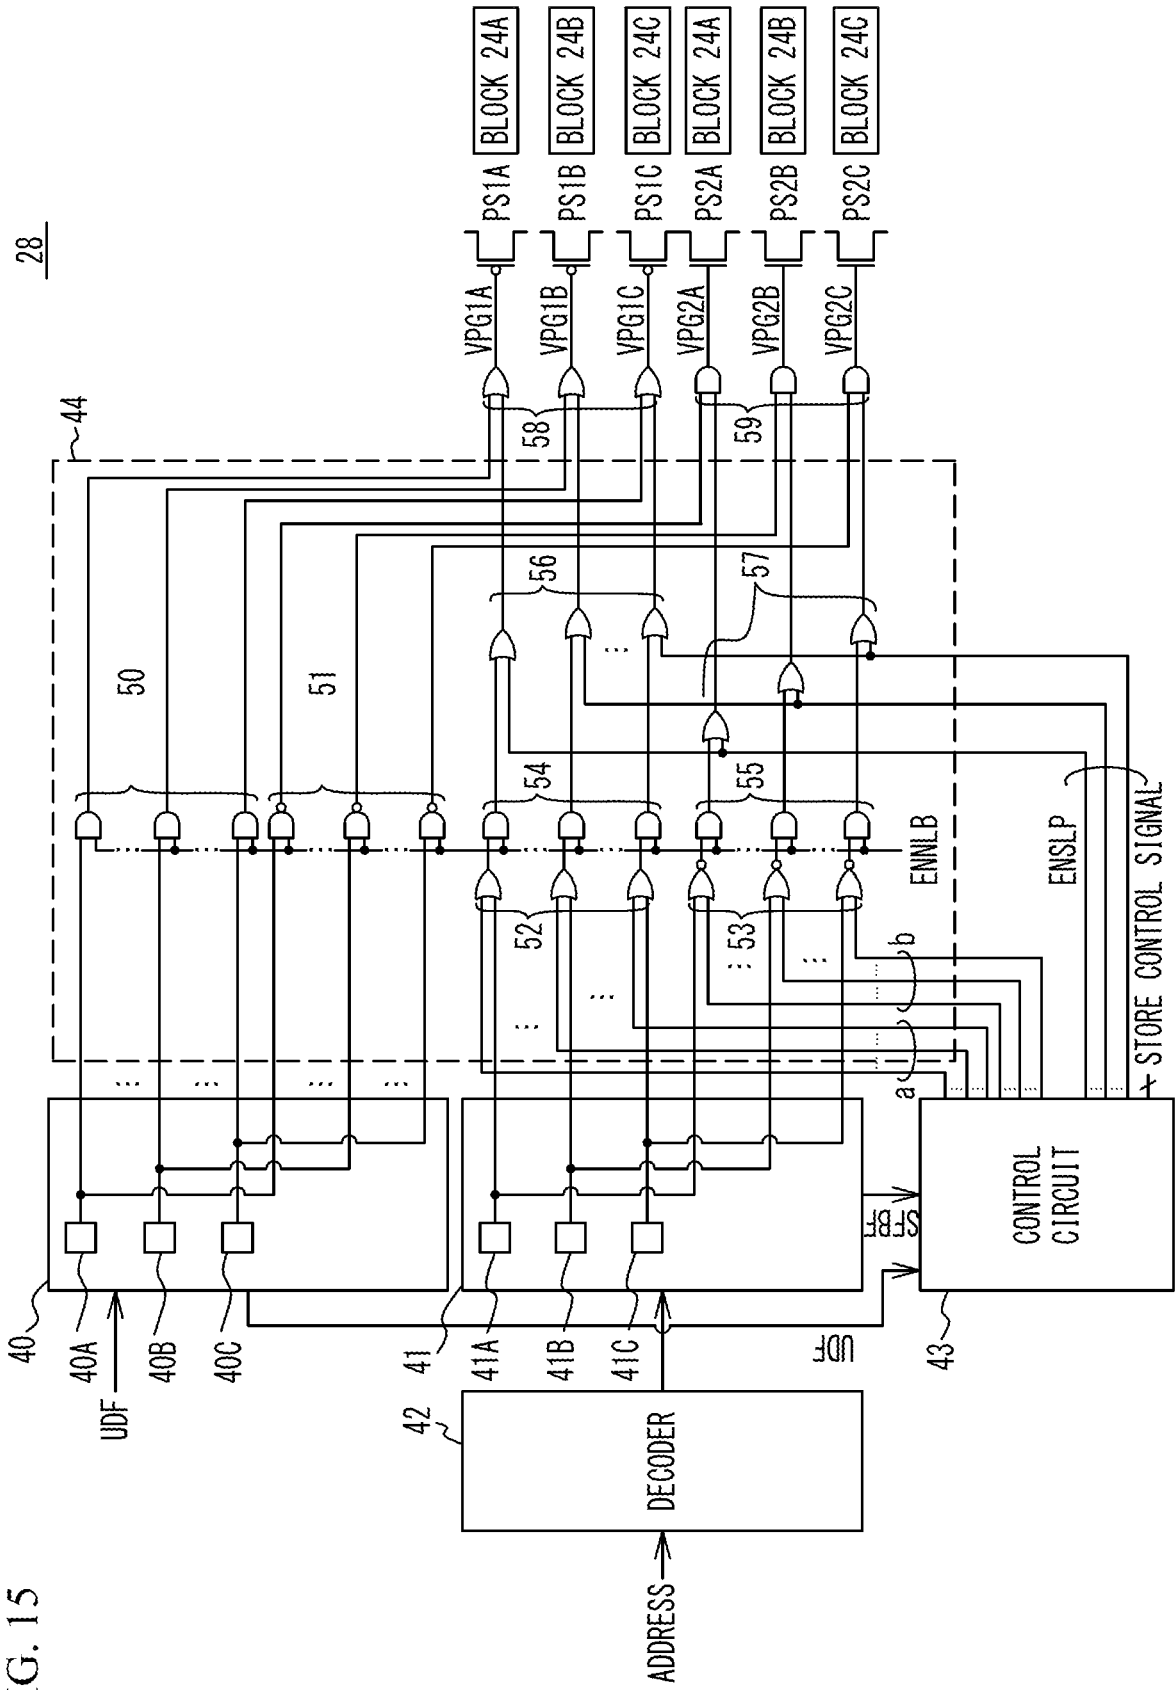 IG. 15
28
44
40
40A
40B
40C
UDF
50
51
VPG1A
PS1A
BLOCK 24A
VPG1B
PS1B
BLOCK 24B
VPG1C
PS1C
BLOCK 24C
VPG2A
PS2A
BLOCK 24A
VPG2B
PS2B
BLOCK 24B
VPG2C
PS2C
BLOCK 24C
58
59
56
57
54
55
52
53
ENNLB
41
41A
41B
41C
42
DECODER
ADDRESS
UDF
SFBF
a
b
ENSLP
STORE CONTROL SIGNAL
43
CONTROL
CIRCUIT